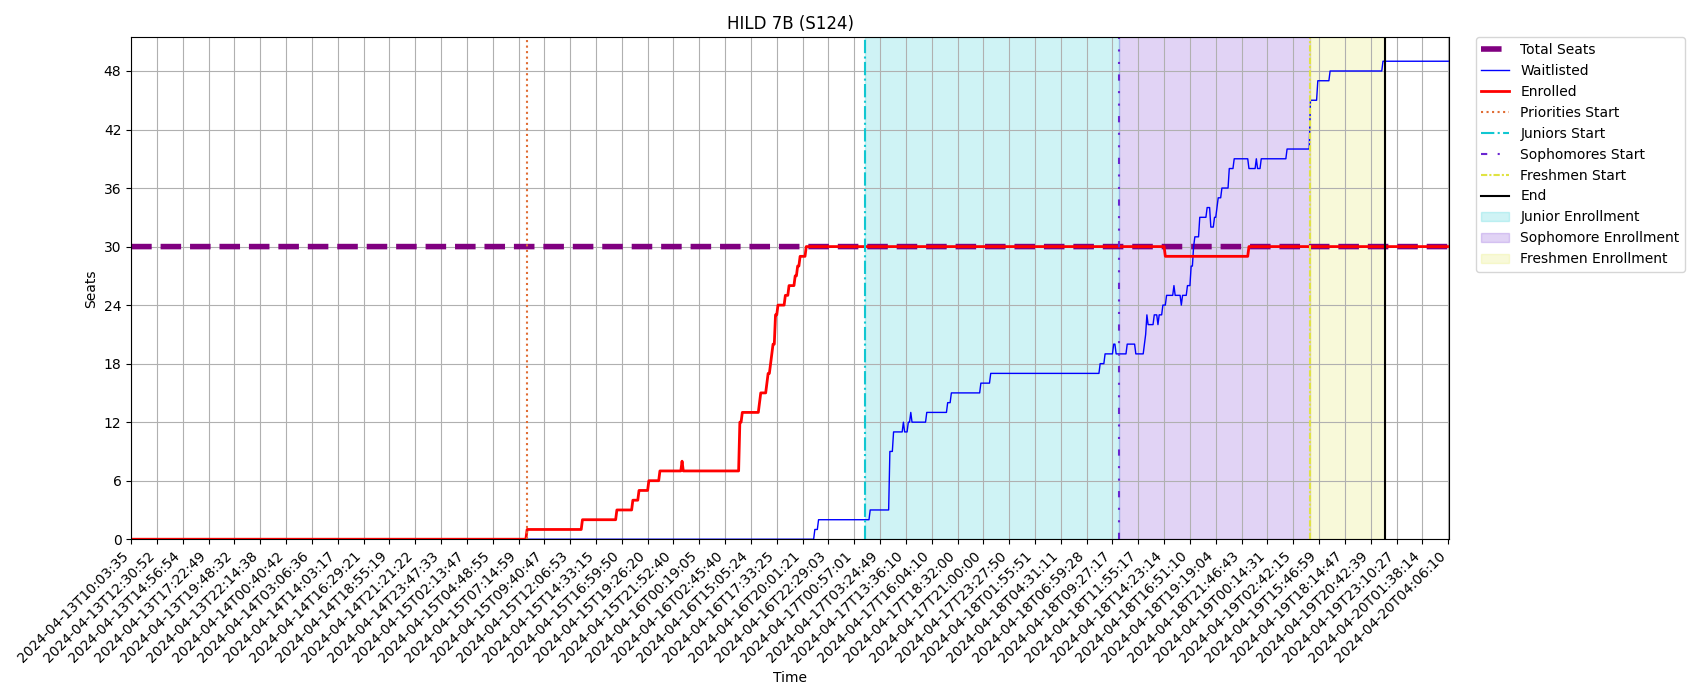 HILD 7B (S124)
Total Seats
Waitlisted
Enrolled
Priorities Start
Juniors Start
Sophomores Start
Freshmen Start
End
Junior Enrollment
Sophomore Enrollment
Freshmen Enrollment
Seats
48
42
36
30
24
18
12
6
0
2024-04-13T10:03:35
2024-04-13T12:30:52
2024-04-13T14:56:54
2024-04-13T17:22:49
2024-04-13T19:48:32
2024-04-13T22:14:38
2024-04-14T00:40:42
2024-04-14T03:06:36
2024-04-14T14:03:17
2024-04-14T16:29:21
2024-04-14T18:55:19
2024-04-14T21:21:22
2024-04-14T23:47:33
2024-04-15T02:13:47
2024-04-15T04:48:55
2024-04-15T07:14:59
2024-04-15T09:40:47
2024-04-15T12:06:53
2024-04-15T14:33:15
2024-04-15T16:59:50
2024-04-15T19:26:20
2024-04-15T21:52:40
2024-04-16T00:19:05
2024-04-16T02:45:40
2024-04-16T15:05:24
2024-04-16T17:33:25
2024-04-16T20:01:21
2024-04-16T22:29:03
2024-04-17T00:57:01
2024-04-17T03:24:49
2024-04-17T13:36:10
2024-04-17T16:04:10
2024-04-17T18:32:00
2024-04-17T21:00:00
2024-04-17T23:27:50
2024-04-18T01:55:51
2024-04-18T04:31:11
2024-04-18T06:59:28
2024-04-18T09:27:17
2024-04-18T11:55:17
2024-04-18T14:23:14
2024-04-18T16:51:10
2024-04-18T19:19:04
2024-04-18T21:46:43
2024-04-19T00:14:31
2024-04-19T02:42:15
2024-04-19T15:46:59
2024-04-19T18:14:47
2024-04-19T20:42:39
2024-04-19T23:10:27
2024-04-20T01:38:14
2024-04-20T04:06:10
Time